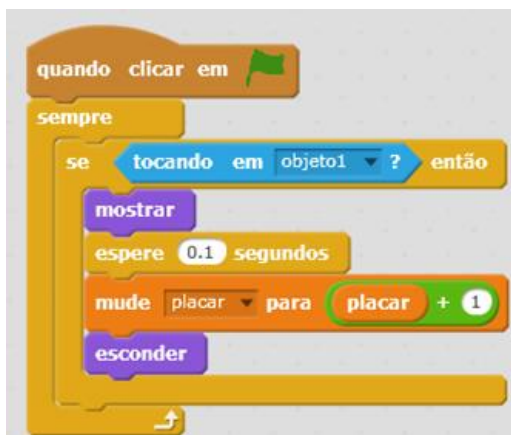 quando clicar em
sempre
se tocando em objeto1 ? então
mostrar
espere 0.1 segundos
mude placar para placar + 1
esconder